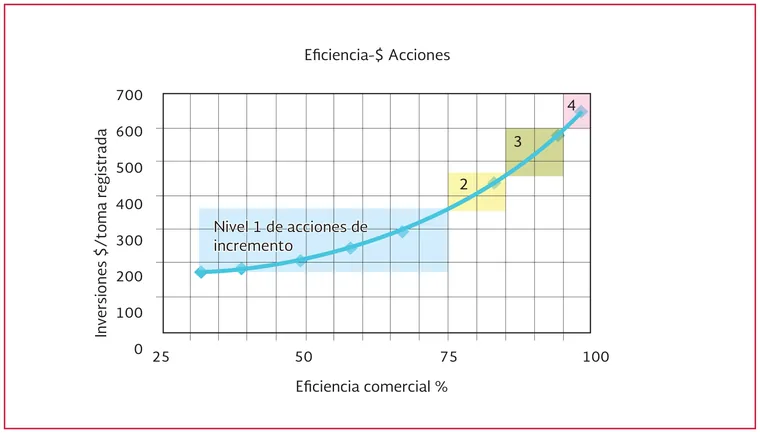 Eficiencia-$ Acciones
Inversiones $/toma registrada
700
600
500
400
300
200
100
0
Nivel 1 de acciones de
incremento
2
3
4
25 50 75 100
Eficiencia comercial %